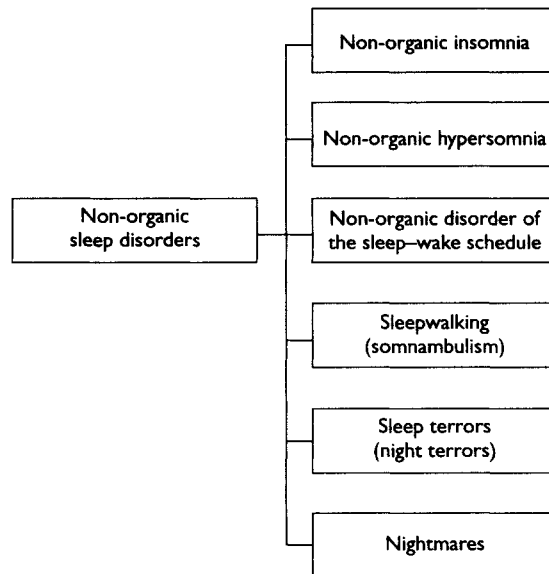 Non-organic insomnia
Non-organic hypersomnia
Non-organic
sleep disorders
Non-organic disorder of
the sleep–wake schedule
Sleepwalking
(somnambulism)
Sleep terrors
(night terrors)
Nightmares